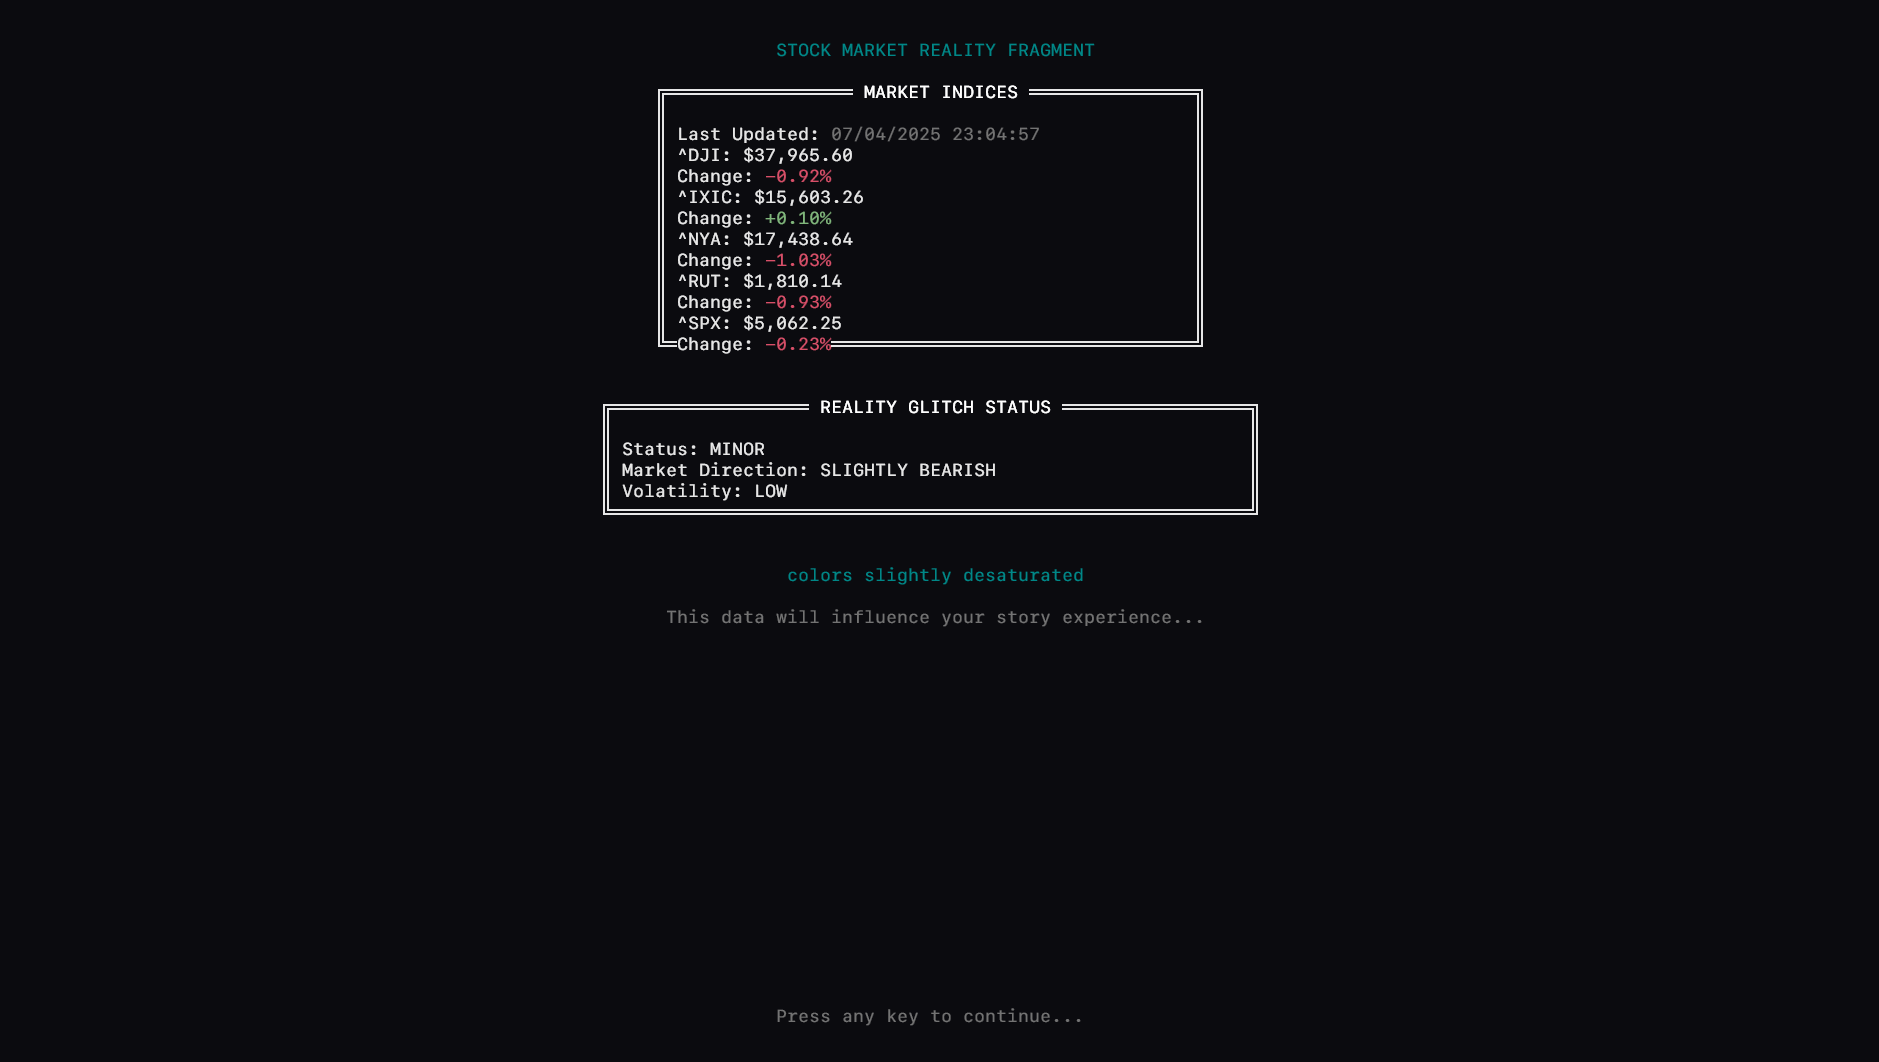 STOCK MARKET REALITY FRAGMENT
MARKET INDICES
Last Updated: 07/04/2025 23:04:57
^DJI: $37,965.60
Change: -0.92%
^IXIC: $15,603.26
Change: +0.10%
^NYA: $17,438.64
Change: -1.03%
^RUT: $1,810.14
Change: -0.93%
^SPX: $5,062.25
Change: -0.23%
REALITY GLITCH STATUS
Status: MINOR
Market Direction: SLIGHTLY BEARISH
Volatility: LOW
colors slightly desaturated
This data will influence your story experience...
Press any key to continue...